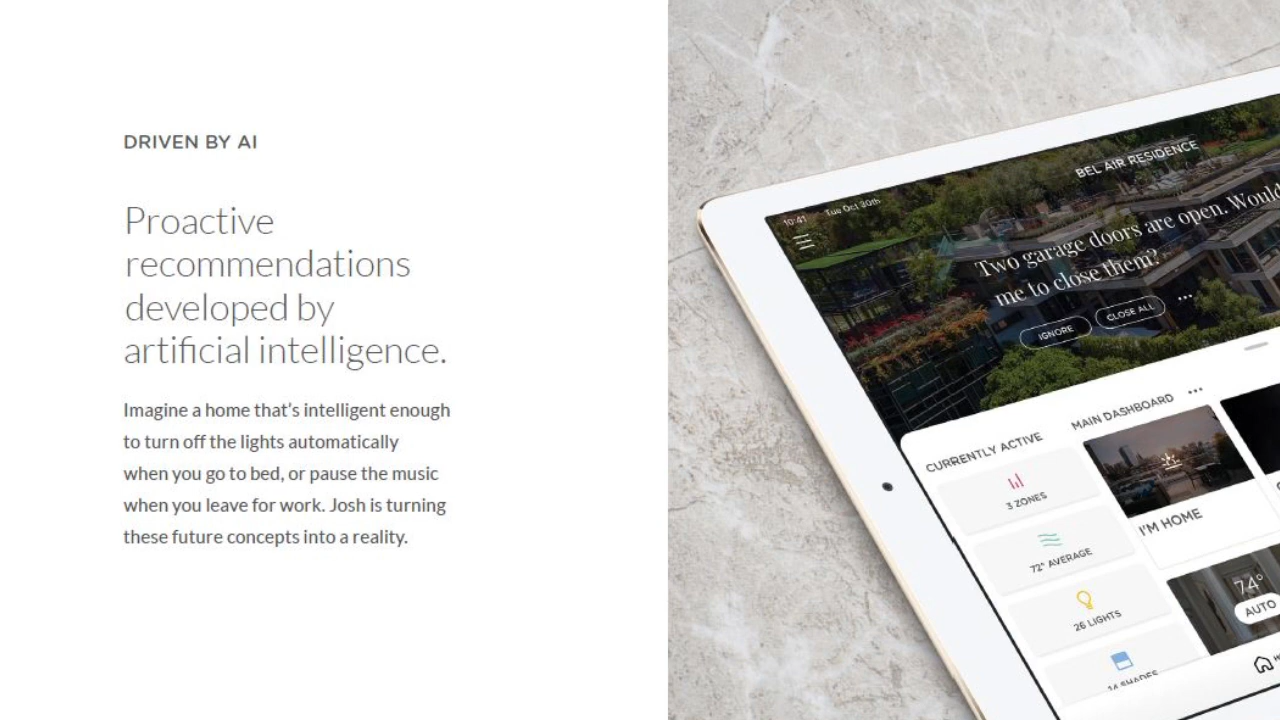 DRIVEN BY AI
Proactive
recommendations
developed by
artificial intelligence.
Imagine a home that’s intelligent enough
to turn off the lights automatically
when you go to bed, or pause the music
when you leave for work. Josh is turning
these future concepts into a reality.
10:41 Tue Oct 30th
BEL AIR RESIDENCE
Two garage doors are open. Would
me to close them?
IGNORE
CLOSE ALL
CURRENTLY ACTIVE
MAIN DASHBOARD
3 ZONES
I'M HOME
72° AVERAGE
74°
AUTO
26 LIGHTS
14 SHADES